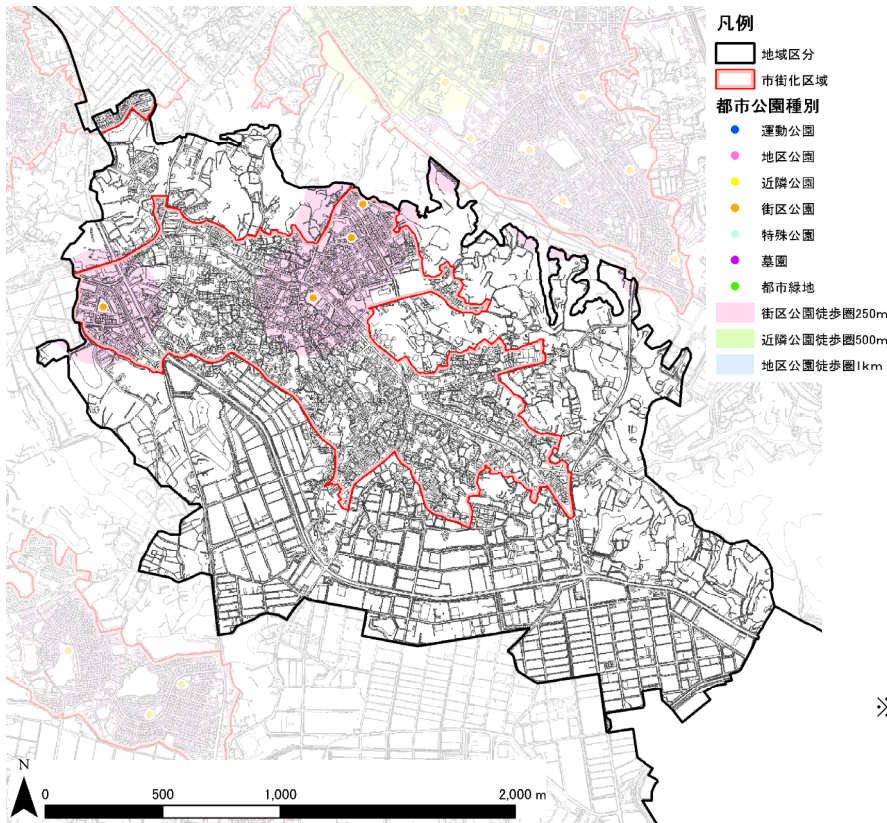 凡例
地域区分
市街化区域
都市公園種別
運動公園
地区公園
近隣公園
街区公園
特殊公園
墓園
都市緑地
街区公園徒歩圏250m
近隣公園徒歩圏500m
地区公園徒歩圏1km
※
N
0 500 1,000 2,000 m